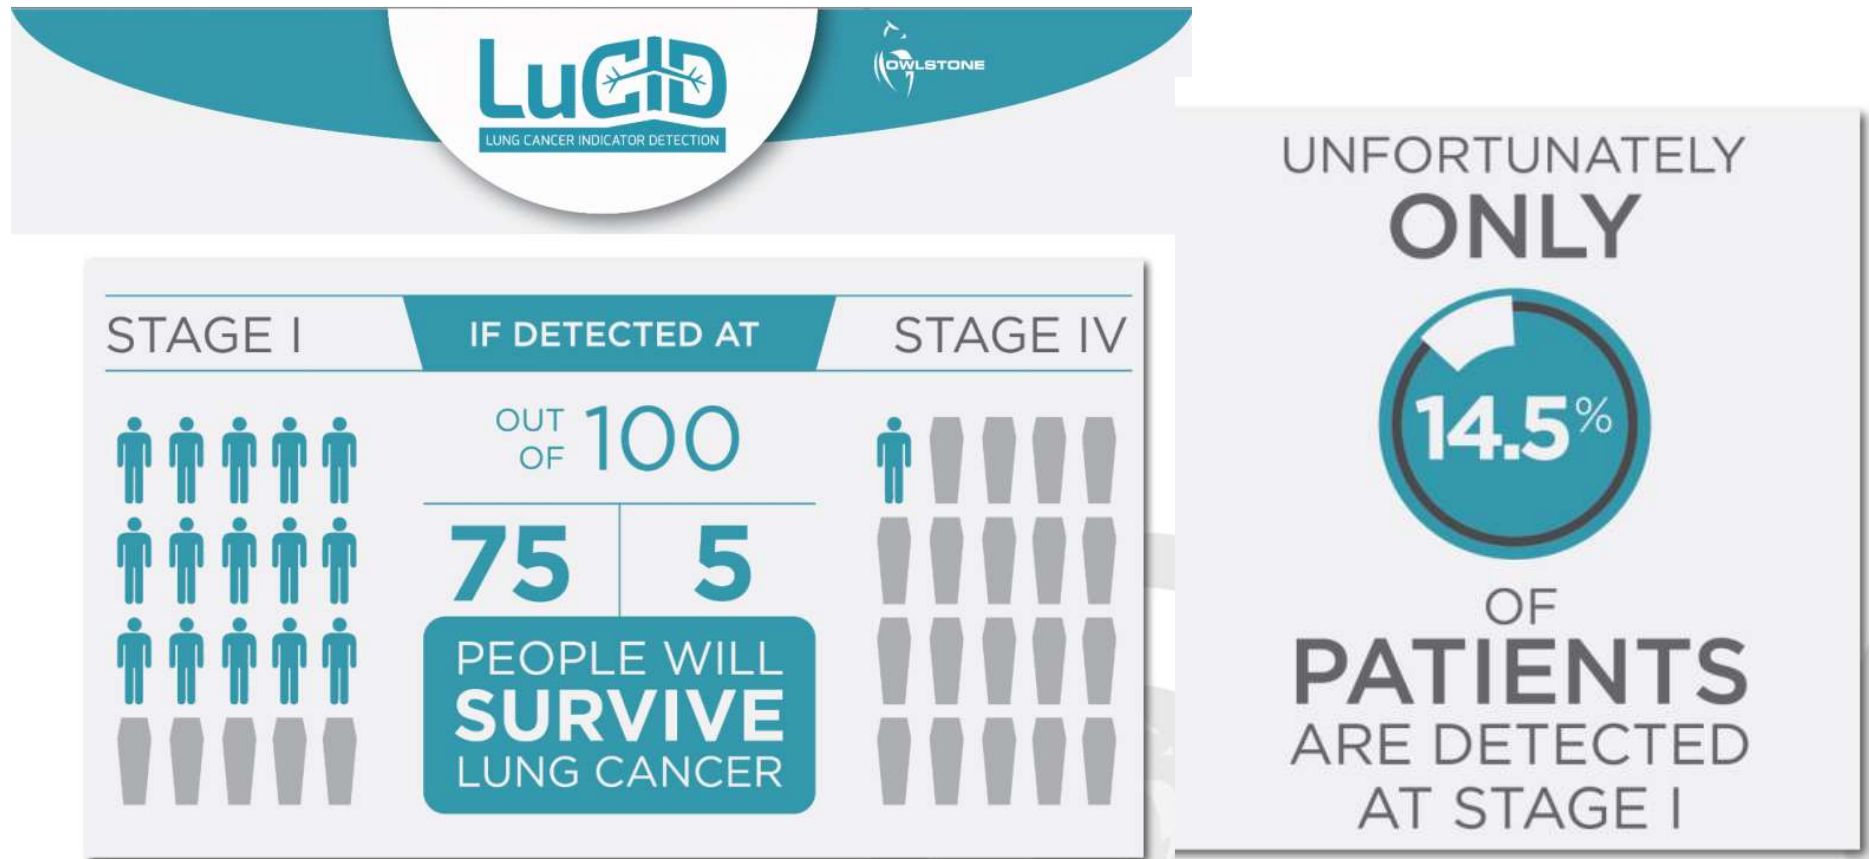 LuCID
LUNG CANCER INDICATOR DETECTION
OWLSTONE
STAGE I
IF DETECTED AT
STAGE IV
OUT OF 100
75 5
PEOPLE WILL
SURVIVE
LUNG CANCER
UNFORTUNATELY
ONLY
14.5%
OF
PATIENTS
ARE DETECTED
AT STAGE I